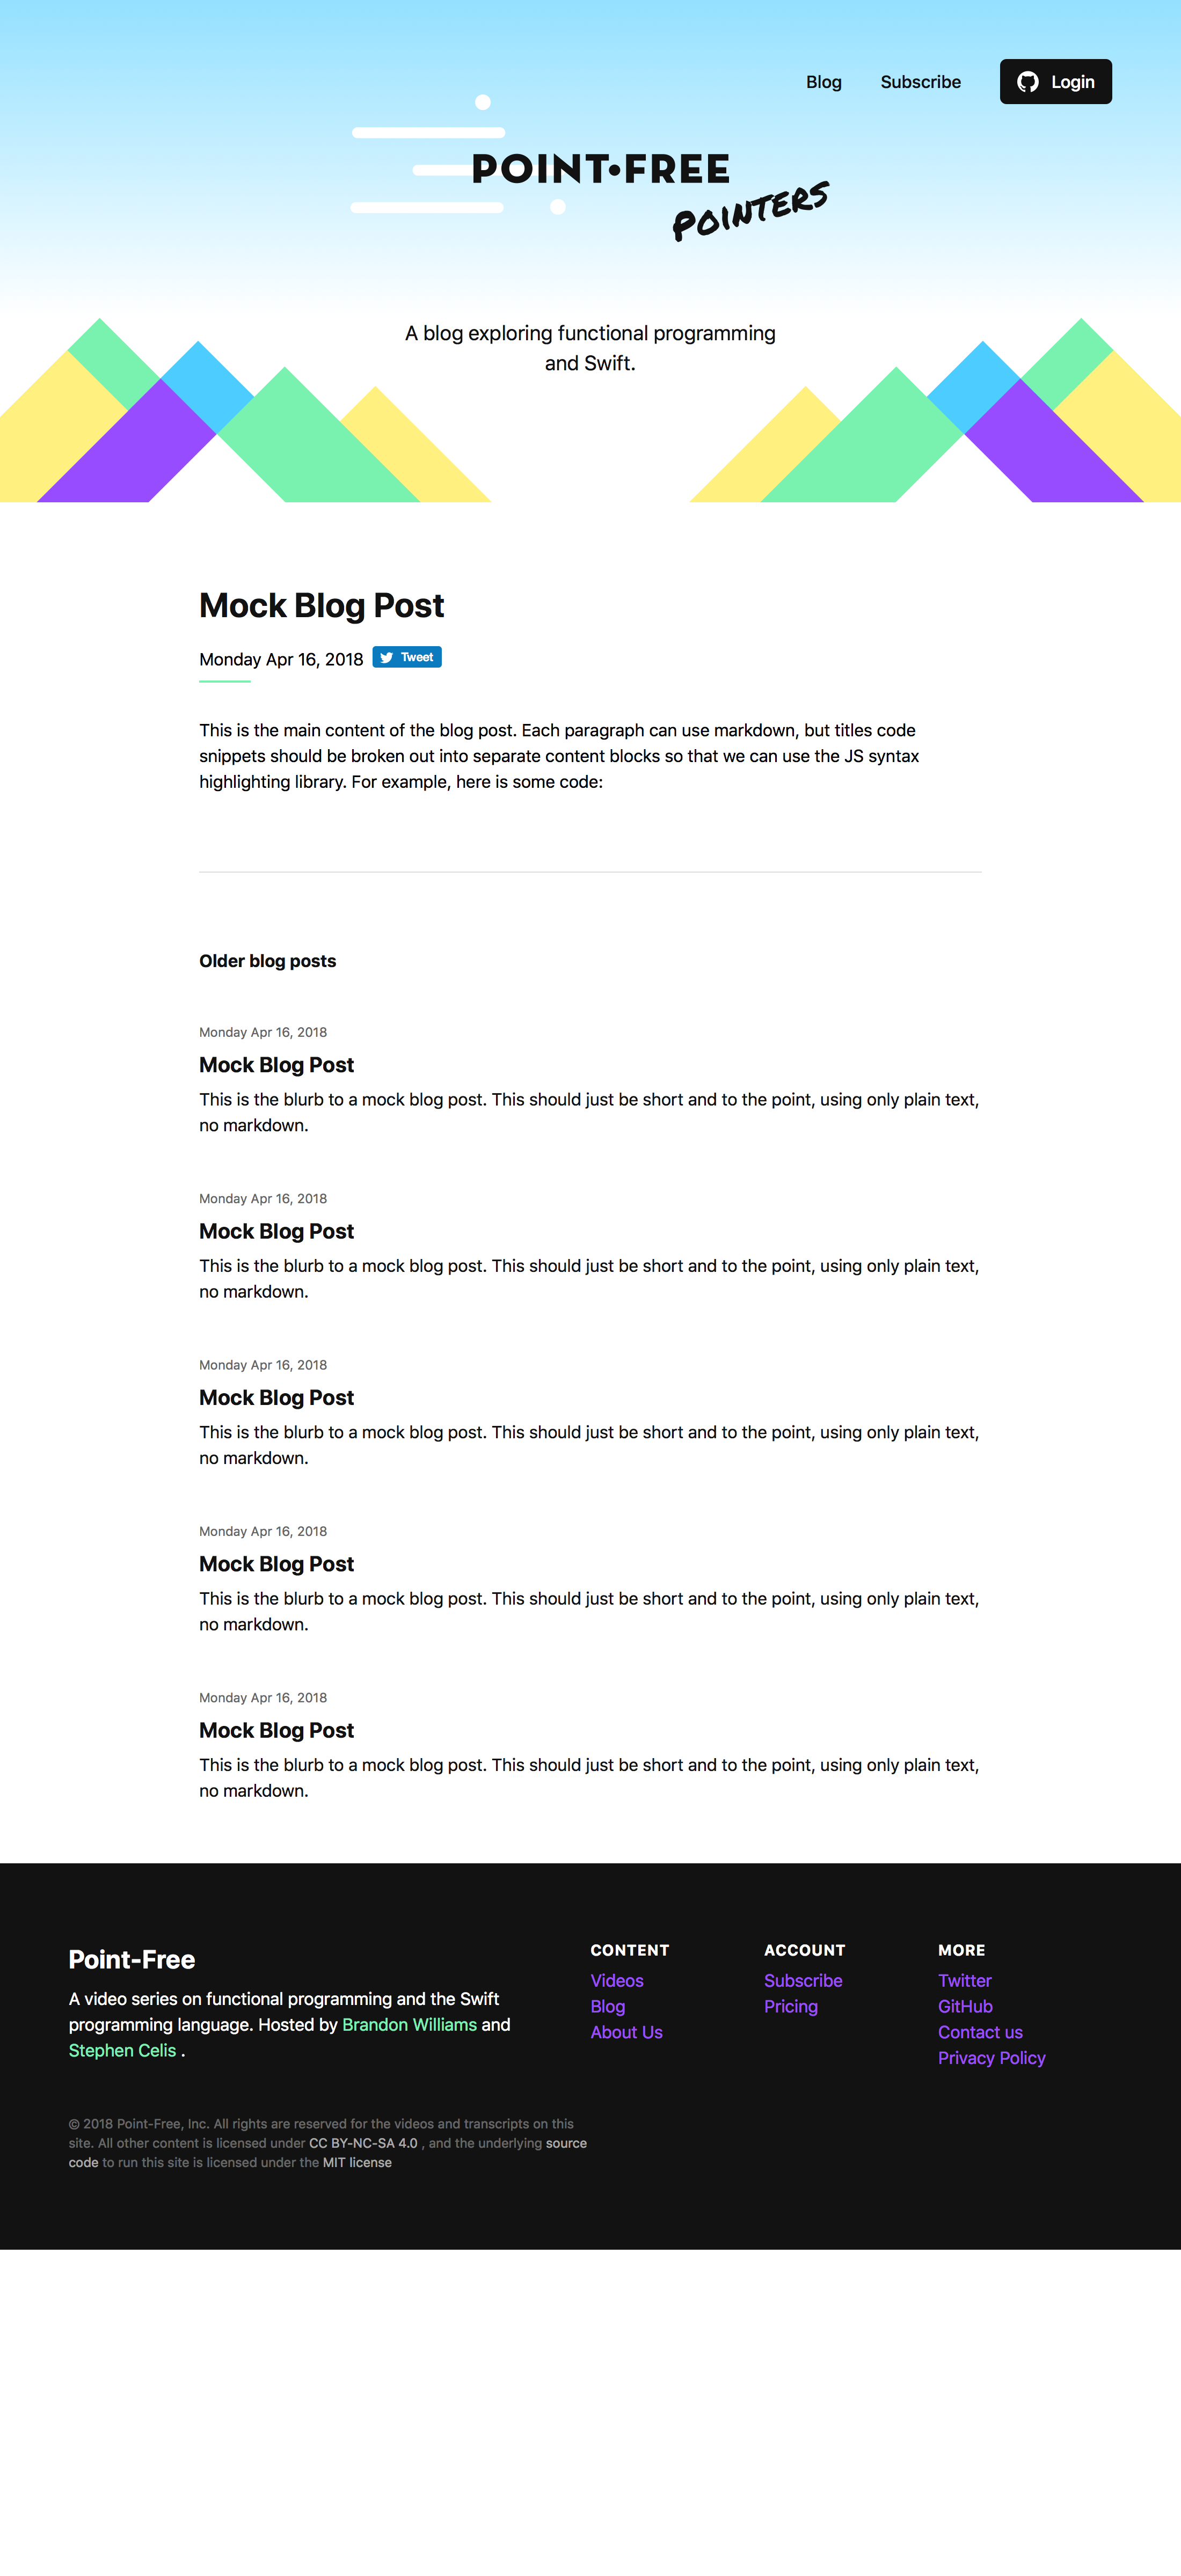 Blog
Subscribe
Login
POINT•FREE
POINTERS
A blog exploring functional programming
and Swift.
Mock Blog Post
Monday Apr 16, 2018
Tweet
This is the main content of the blog post. Each paragraph can use markdown, but titles code
snippets should be broken out into separate content blocks so that we can use the JS syntax
highlighting library. For example, here is some code:
Older blog posts
Monday Apr 16, 2018
Mock Blog Post
This is the blurb to a mock blog post. This should just be short and to the point, using only plain text,
no markdown.
Monday Apr 16, 2018
Mock Blog Post
This is the blurb to a mock blog post. This should just be short and to the point, using only plain text,
no markdown.
Monday Apr 16, 2018
Mock Blog Post
This is the blurb to a mock blog post. This should just be short and to the point, using only plain text,
no markdown.
Monday Apr 16, 2018
Mock Blog Post
This is the blurb to a mock blog post. This should just be short and to the point, using only plain text,
no markdown.
Monday Apr 16, 2018
Mock Blog Post
This is the blurb to a mock blog post. This should just be short and to the point, using only plain text,
no markdown.
Point-Free
A video series on functional programming and the Swift
programming language. Hosted by Brandon Williams and
Stephen Celis .
CONTENT
Videos
Blog
About Us
ACCOUNT
Subscribe
Pricing
MORE
Twitter
GitHub
Contact us
Privacy Policy
© 2018 Point-Free, Inc. All rights are reserved for the videos and transcripts on this
site. All other content is licensed under CC BY-NC-SA 4.0 , and the underlying source
code to run this site is licensed under the MIT license